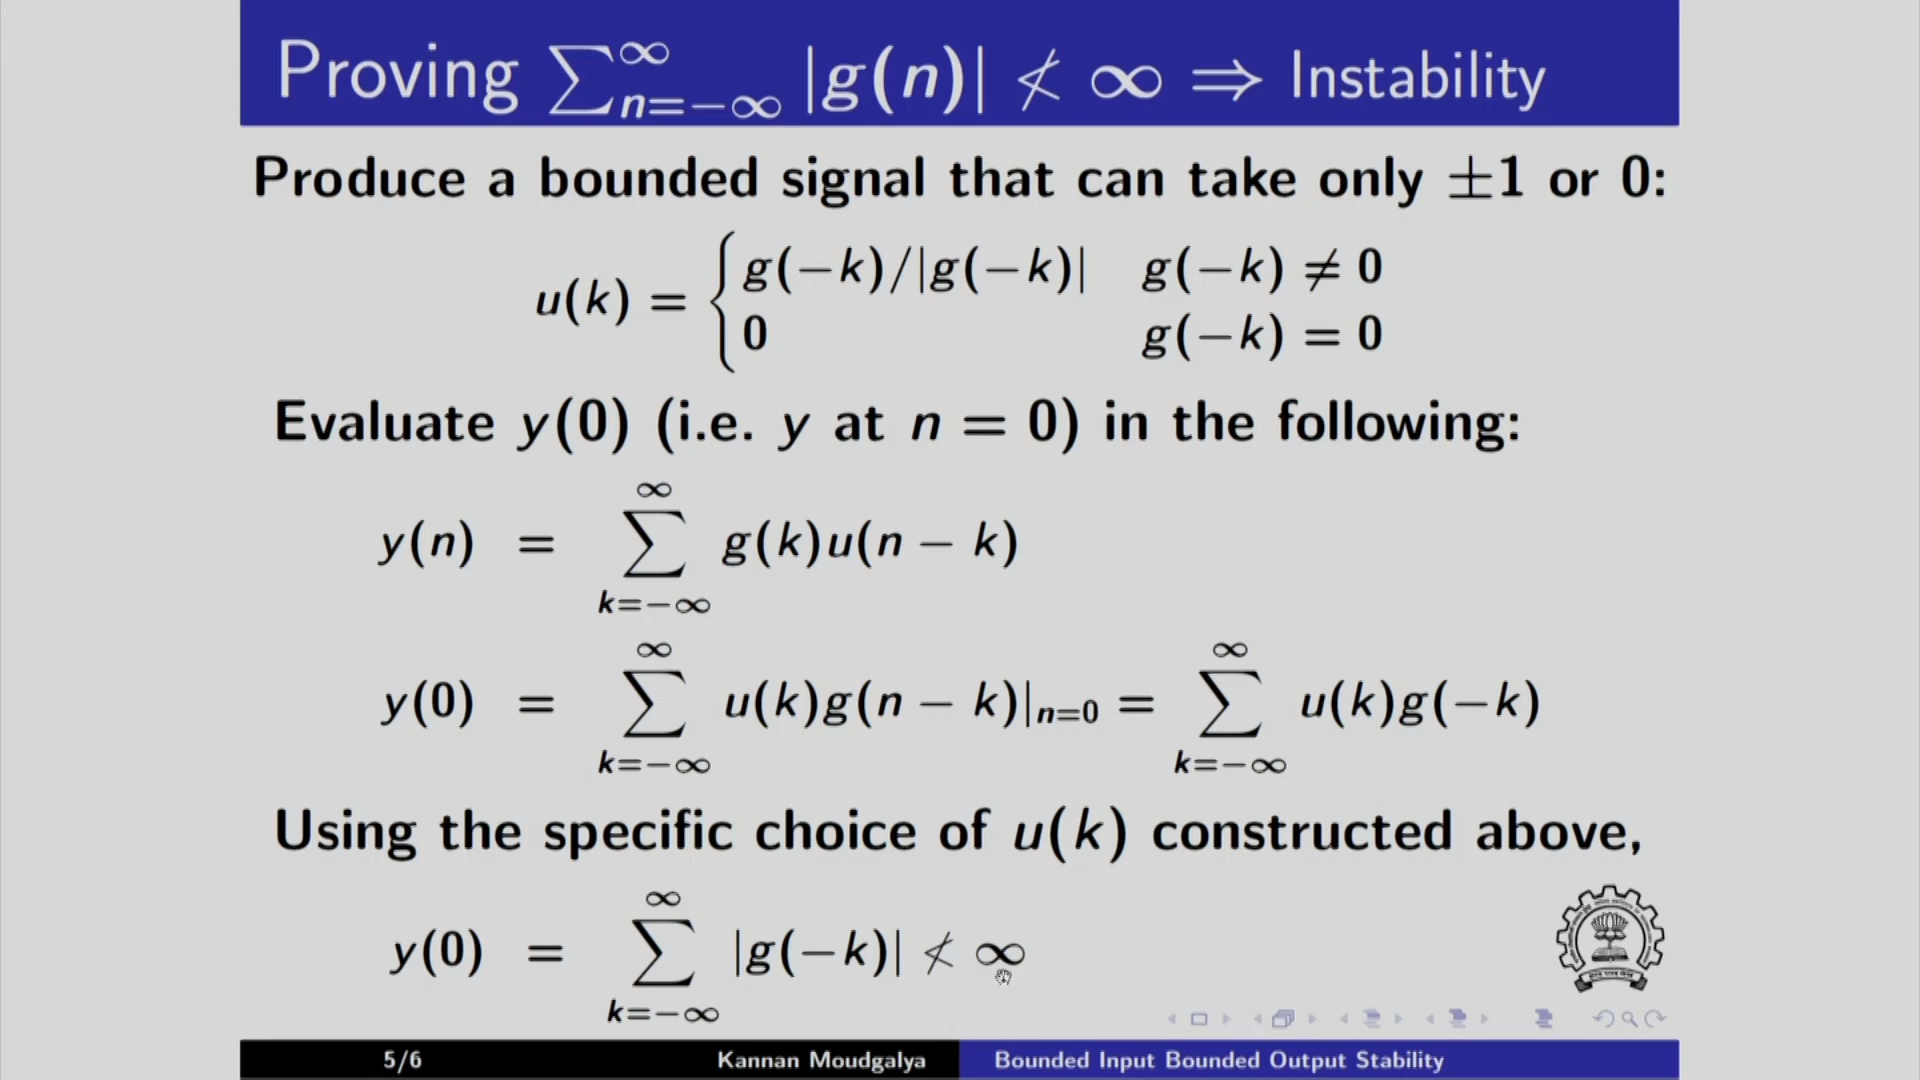 Proving ∑_{n=−∞}^{∞} |g(n)| ≮ ∞ ⇒ Instability
Produce a bounded signal that can take only ±1 or 0:
u(k) = { g(−k)/|g(−k)| g(−k) ≠ 0
0 g(−k) = 0
Evaluate y(0) (i.e. y at n = 0) in the following:
y(n) = ∑_{k=−∞}^{∞} g(k)u(n − k)
y(0) = ∑_{k=−∞}^{∞} u(k)g(n − k)|_{n=0} = ∑_{k=−∞}^{∞} u(k)g(−k)
Using the specific choice of u(k) constructed above,
y(0) = ∑_{k=−∞}^{∞} |g(−k)| ≮ ∞
5/6 Kannan Moudgalya Bounded Input Bounded Output Stability